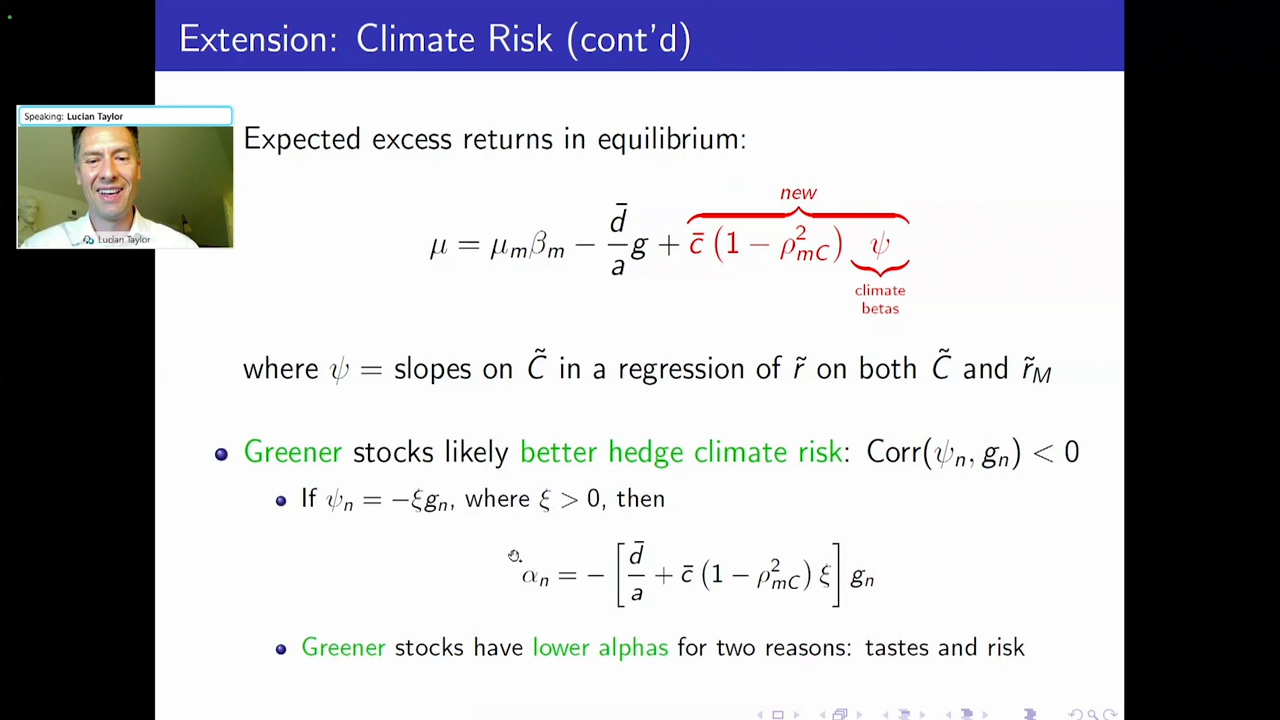 Extension: Climate Risk (cont'd)
Speaking: Lucian Taylor
Lucian Taylor
Expected excess returns in equilibrium:
new
μ = μ_m β_m − d̄/a g + c̄ (1 − ρ²_mC) ψ
climate
betas
where ψ = slopes on C̃ in a regression of r̃ on both C̃ and r̃_M
Greener stocks likely better hedge climate risk: Corr(ψ_n, g_n) < 0
If ψ_n = −ξg_n, where ξ > 0, then
α_n = − [ d̄/a + c̄ (1 − ρ²_mC) ξ ] g_n
Greener stocks have lower alphas for two reasons: tastes and risk